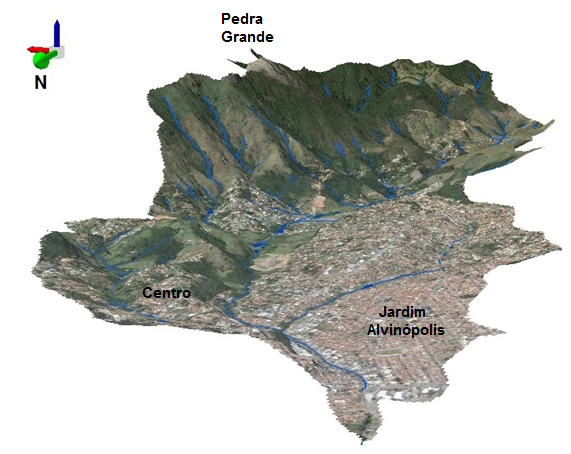 Pedra
Grande
N
Centro
Jardim
Alvinópolis